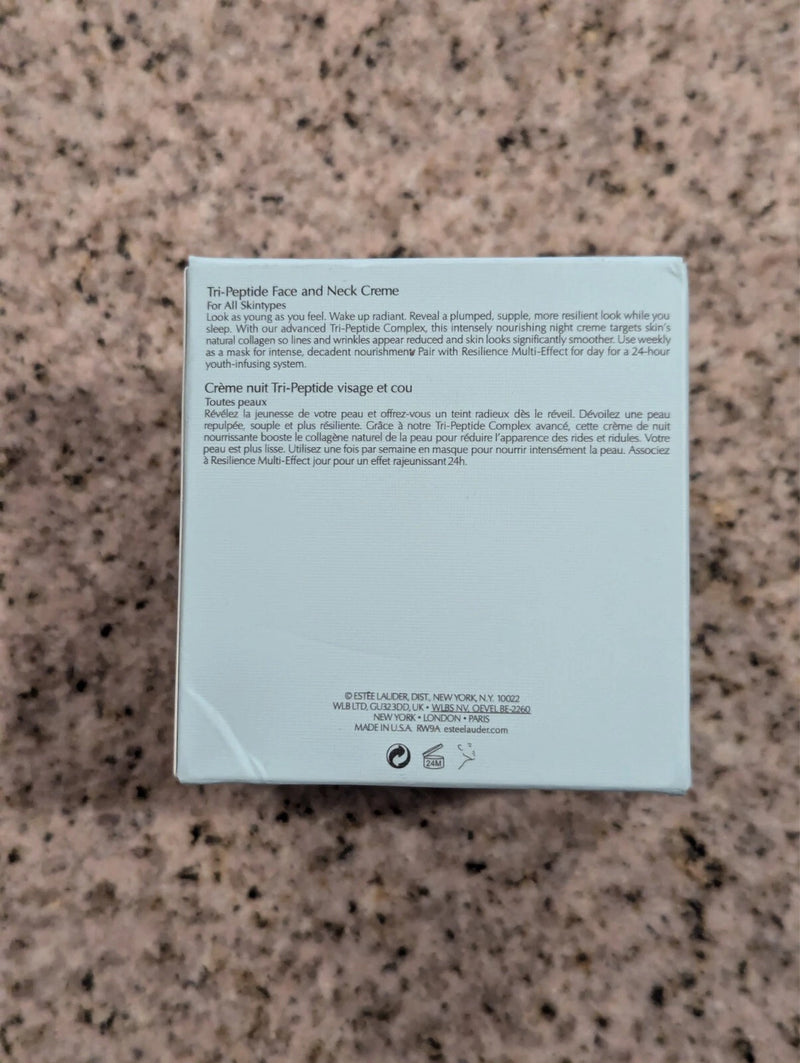 Tri-Peptide Face and Neck Creme
For All Skintypes
Look as young as you feel. Wake up radiant. Reveal a plumped, supple, more resilient look while you
sleep. With our advanced Tri-Peptide Complex, this intensely nourishing night creme targets skin's
natural collagen so lines and wrinkles appear reduced and skin looks significantly smoother. Use weekly
as a mask for intense, decadent nourishment. Pair with Resilience Multi-Effect for day for a 24-hour
youth-infusing system.
Crème nuit Tri-Peptide visage et cou
Toutes peaux
Révélez la jeunesse de votre peau et offrez-vous un teint radieux dès le réveil. Dévoilez une peau
repulpée, souple et plus résiliente. Grâce à notre Tri-Peptide Complex avancé, cette crème de nuit
nourrissante booste le collagène naturel de la peau pour réduire l'apparence des rides et ridules. Votre
peau est plus lisse. Utilisez une fois par semaine en masque pour nourrir intensément la peau. Associez
à Resilience Multi-Effect jour pour un effet rajeunissant 24h.
© ESTĒE LAUDER, DIST., NEW YORK, N.Y. 10022
WLB LTD, GU32 3DD, UK • WLBS NV. OEVEL BE-2260
NEW YORK • LONDON • PARIS
MADE IN U.S.A. RW9A esteelauder.com
24M